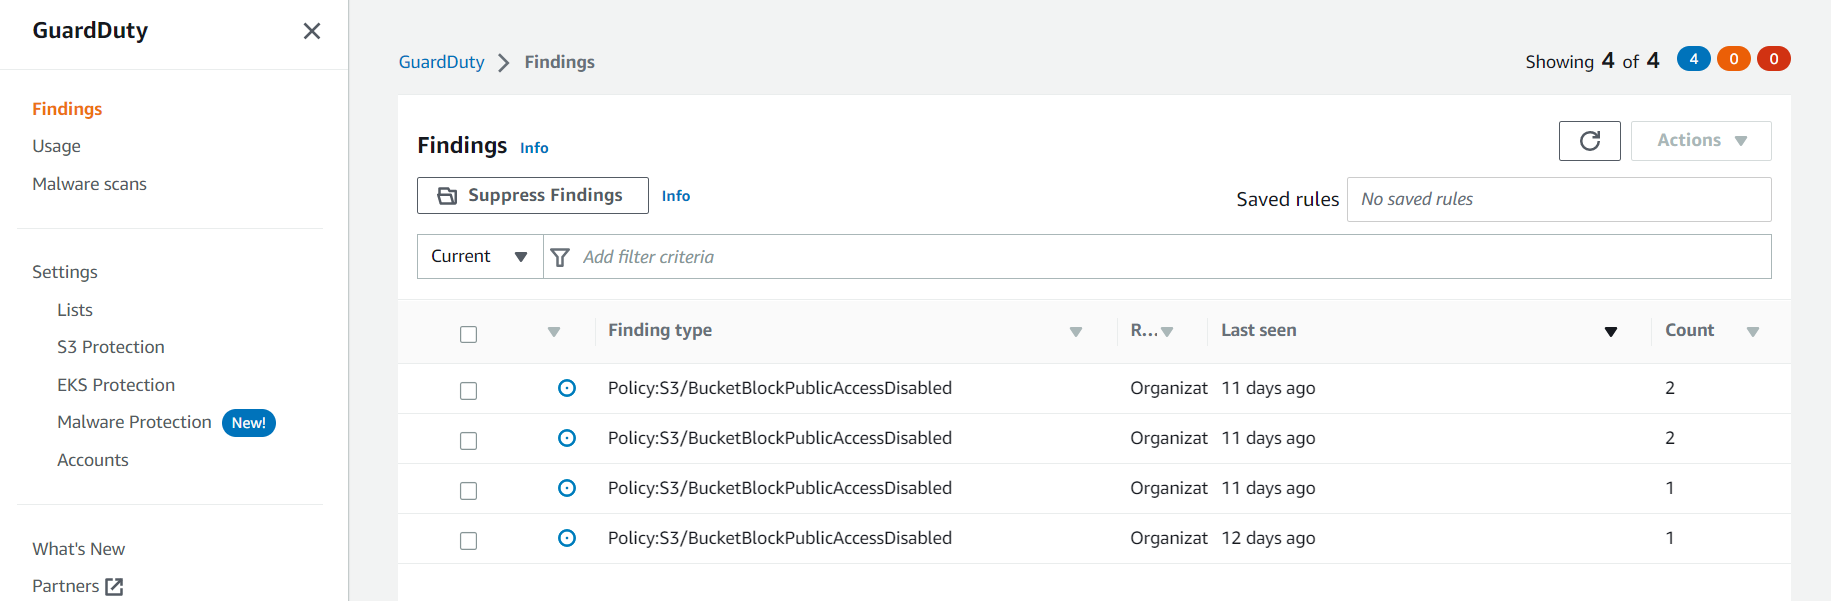 GuardDuty
Findings
Usage
Malware scans
Settings
Lists
S3 Protection
EKS Protection
Malware Protection New!
Accounts
What's New
Partners
GuardDuty Findings
Showing 4 of 4 4 0 0
Findings Info
Actions
Suppress Findings Info
Saved rules No saved rules
Current Add filter criteria
Finding type R... Last seen Count
Policy:S3/BucketBlockPublicAccessDisabled Organizat 11 days ago 2
Policy:S3/BucketBlockPublicAccessDisabled Organizat 11 days ago 2
Policy:S3/BucketBlockPublicAccessDisabled Organizat 11 days ago 1
Policy:S3/BucketBlockPublicAccessDisabled Organizat 12 days ago 1